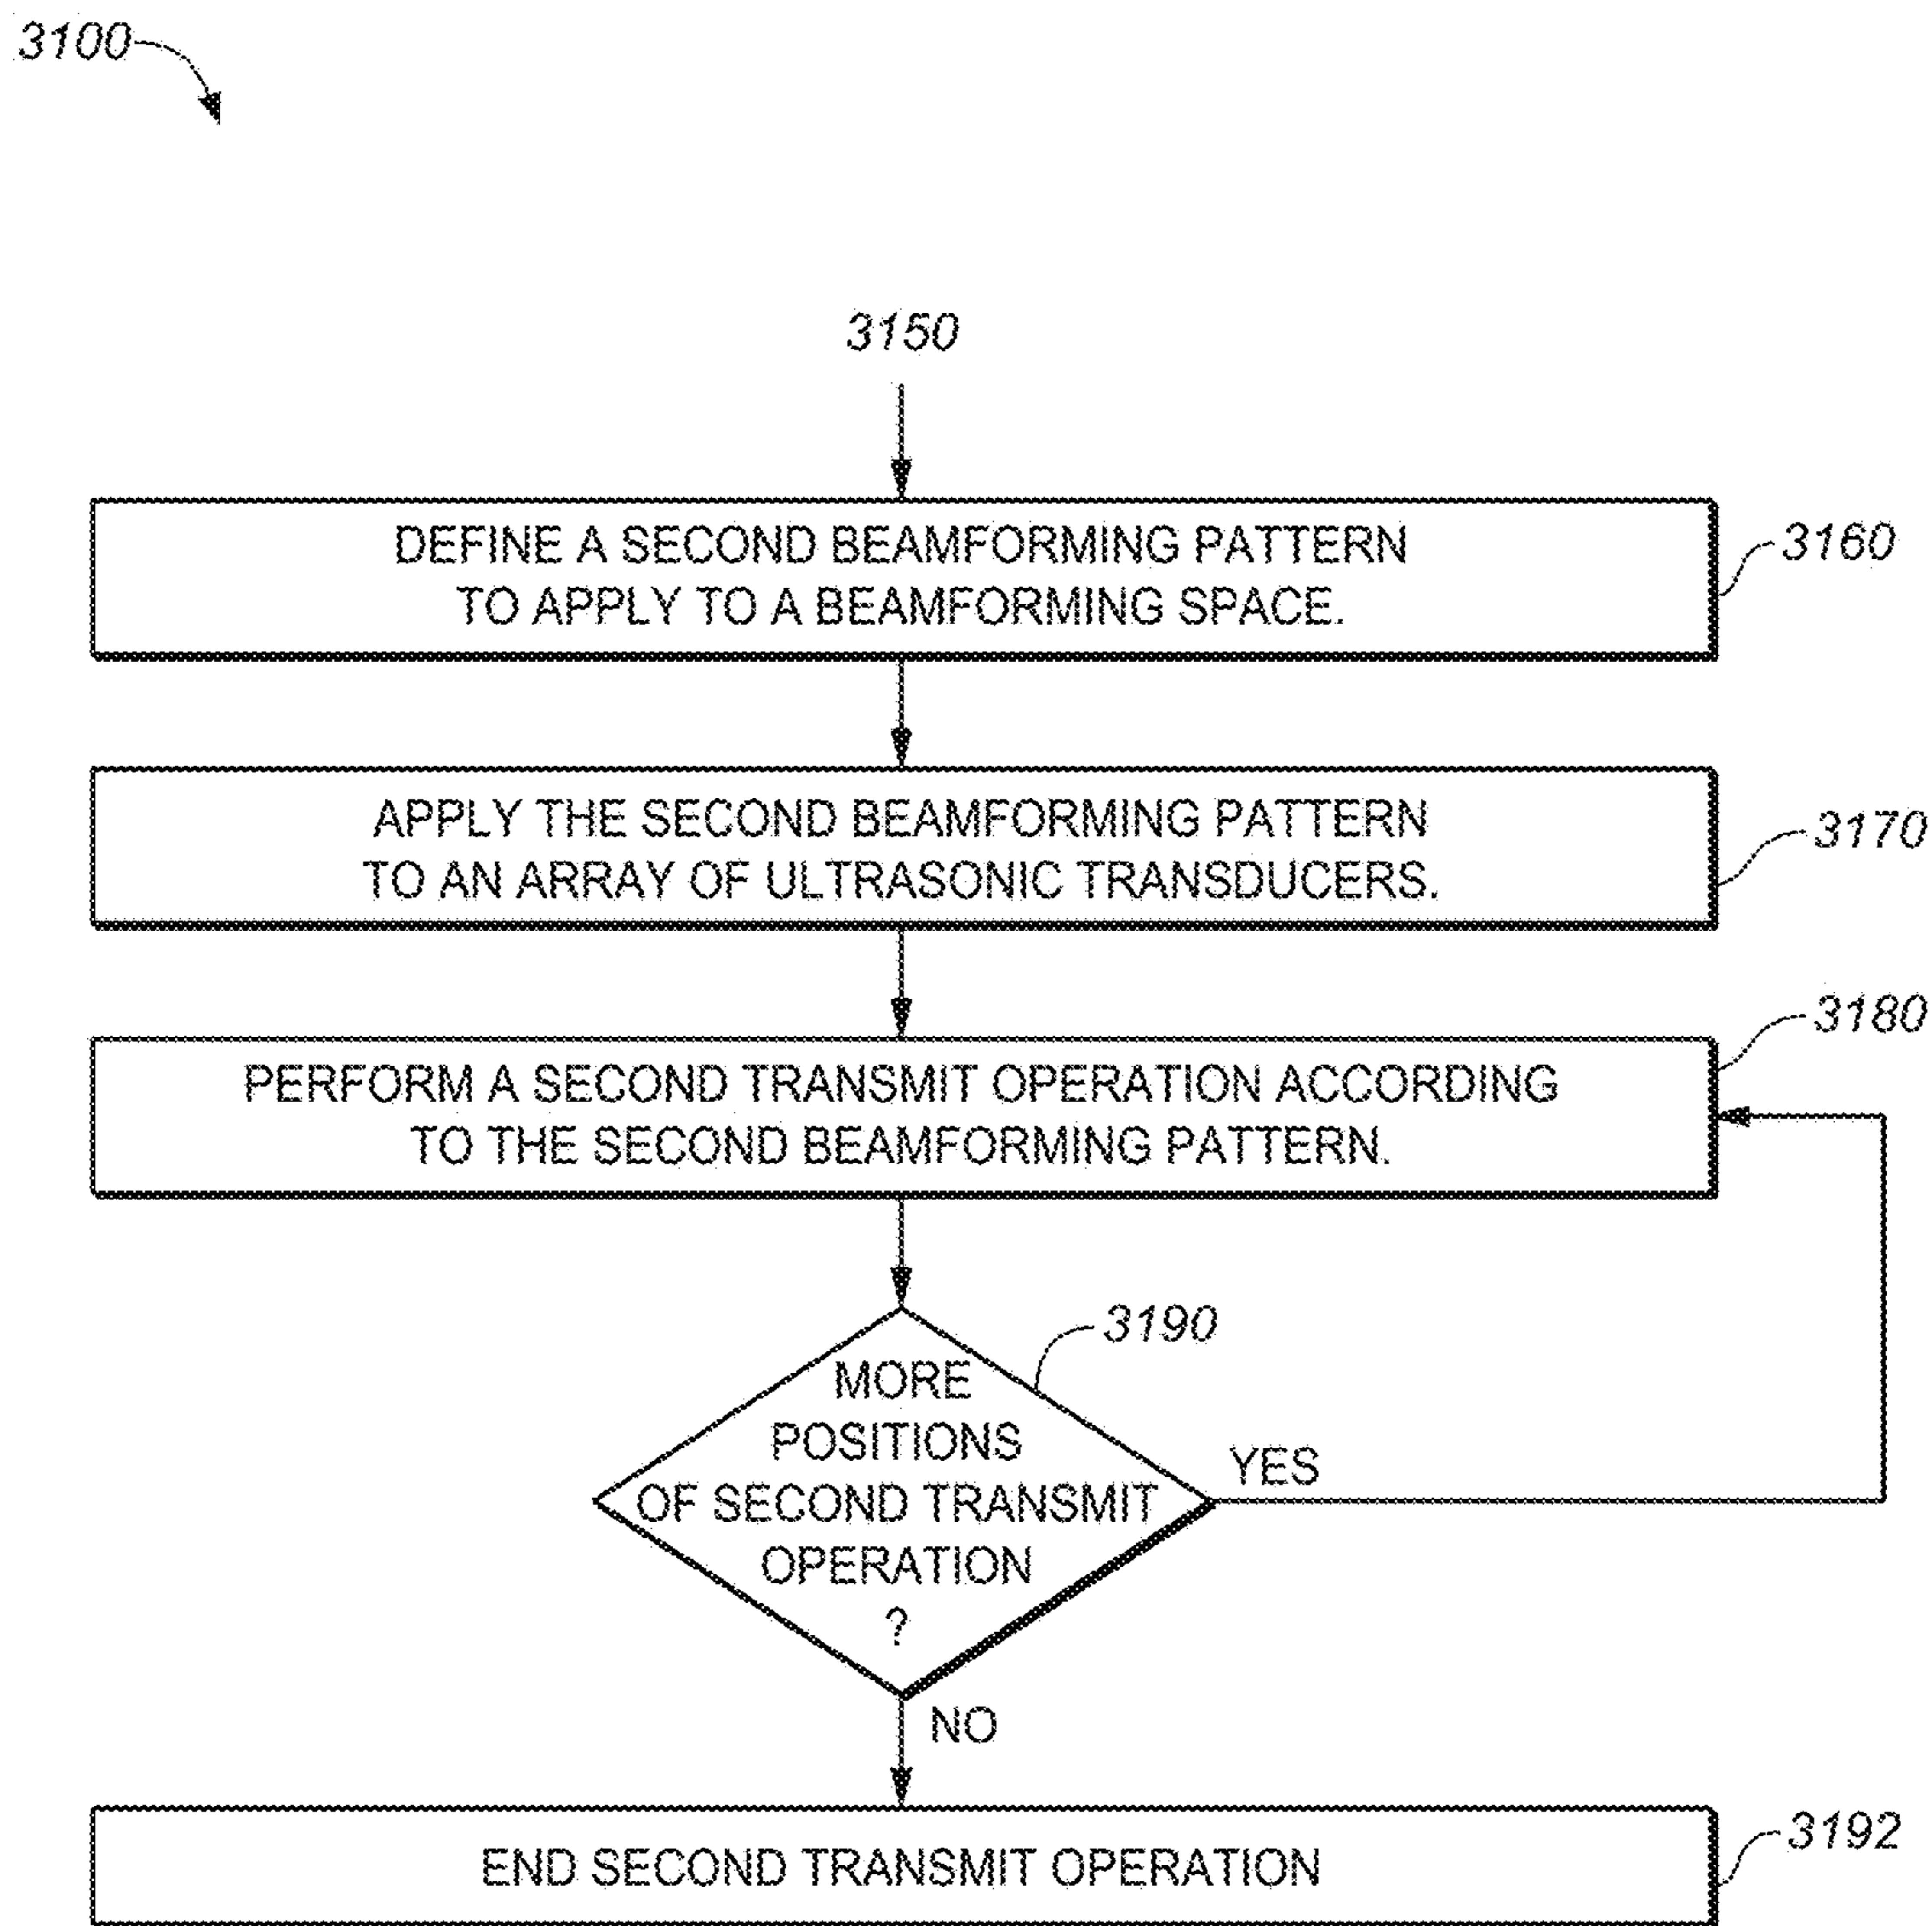 3100
3150
DEFINE A SECOND BEAMFORMING PATTERN
TO APPLY TO A BEAMFORMING SPACE.
3160
APPLY THE SECOND BEAMFORMING PATTERN
TO AN ARRAY OF ULTRASONIC TRANSDUCERS.
3170
PERFORM A SECOND TRANSMIT OPERATION ACCORDING
TO THE SECOND BEAMFORMING PATTERN.
3180
MORE
POSITIONS
OF SECOND TRANSMIT
OPERATION
?
3190
YES
NO
END SECOND TRANSMIT OPERATION
3192